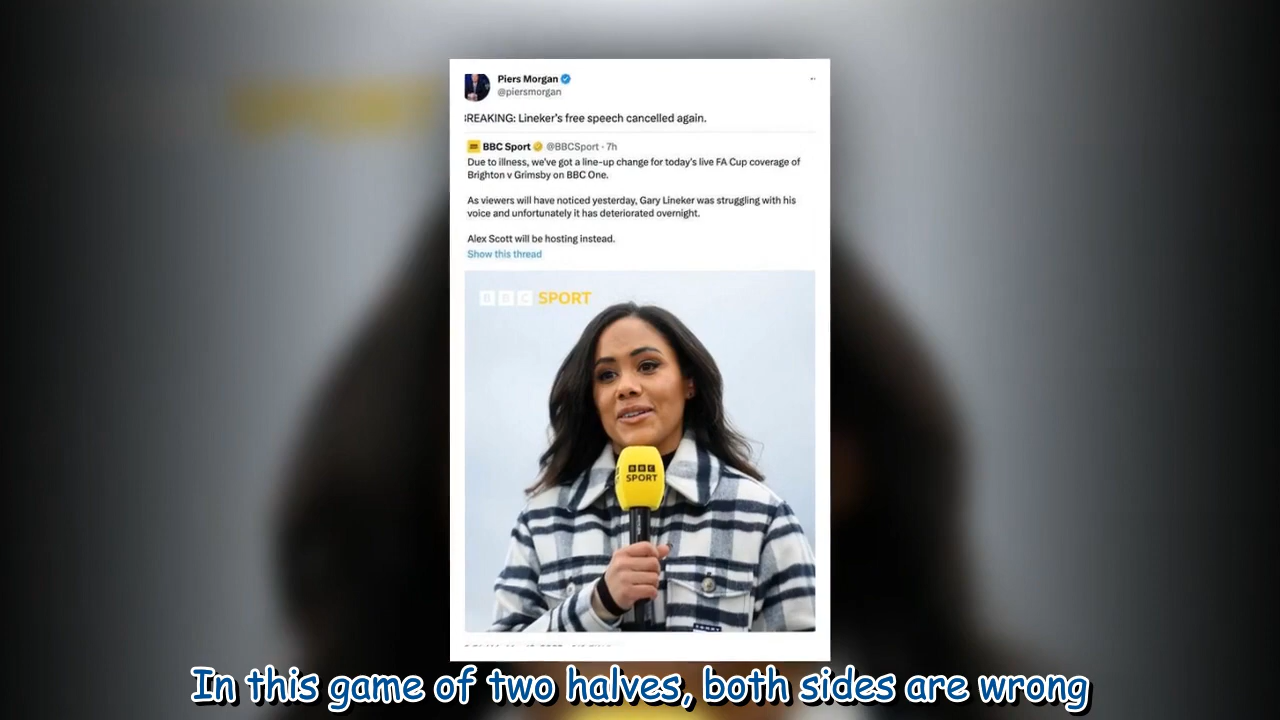 Piers Morgan
@piersmorgan
BREAKING: Lineker's free speech cancelled again.
BBC Sport @BBCSport · 7h
Due to illness, we've got a line-up change for today's live FA Cup coverage of
Brighton v Grimsby on BBC One.
As viewers will have noticed yesterday, Gary Lineker was struggling with his
voice and unfortunately it has deteriorated overnight.
Alex Scott will be hosting instead.
Show this thread
BBC SPORT
BBC
SPORT
TOMMY
In this game of two halves, both sides are wrong